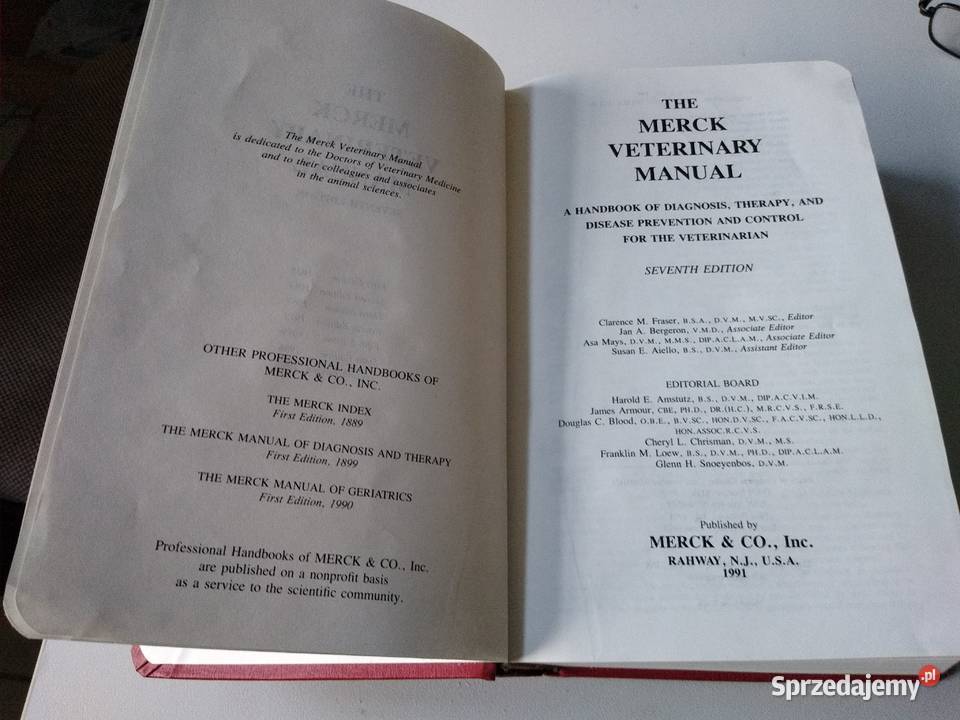 The Merck Veterinary Manual
is dedicated to the Doctors of Veterinary Medicine
and to their colleagues and associates
in the animal sciences.
OTHER PROFESSIONAL HANDBOOKS OF
MERCK & CO., INC.
THE MERCK INDEX
First Edition, 1889
THE MERCK MANUAL OF DIAGNOSIS AND THERAPY
First Edition, 1899
THE MERCK MANUAL OF GERIATRICS
First Edition, 1990
Professional Handbooks of MERCK & CO., Inc.
are published on a nonprofit basis
as a service to the scientific community.
THE
MERCK
VETERINARY
MANUAL
A HANDBOOK OF DIAGNOSIS, THERAPY, AND
DISEASE PREVENTION AND CONTROL
FOR THE VETERINARIAN
SEVENTH EDITION
Clarence M. Fraser, B.S.A., D.V.M., M.V.SC., Editor
Jan A. Bergeron, V.M.D., Associate Editor
Asa Mays, D.V.M., M.M.S., DIP.A.C.L.A.M., Associate Editor
Susan E. Aiello, B.S., D.V.M., Assistant Editor
EDITORIAL BOARD
Harold E. Amstutz, B.S., D.V.M., DIP.A.C.V.I.M.
James Armour, CBE, PH.D., DR.(H.C.), M.R.C.V.S., F.R.S.E.
Douglas C. Blood, O.B.E., B.V.SC., HON.D.V.SC., F.A.C.V.SC., HON.L.L.D.,
HON.ASSOC.R.C.V.S.
Cheryl L. Chrisman, D.V.M., M.S.
Franklin M. Loew, B.S., D.V.M., PH.D., DIP.A.C.L.A.M.
Glenn H. Snoeyenbos, D.V.M.
Published by
MERCK & CO., Inc.
RAHWAY, N.J., U.S.A.
1991
Sprzedajemy.pl